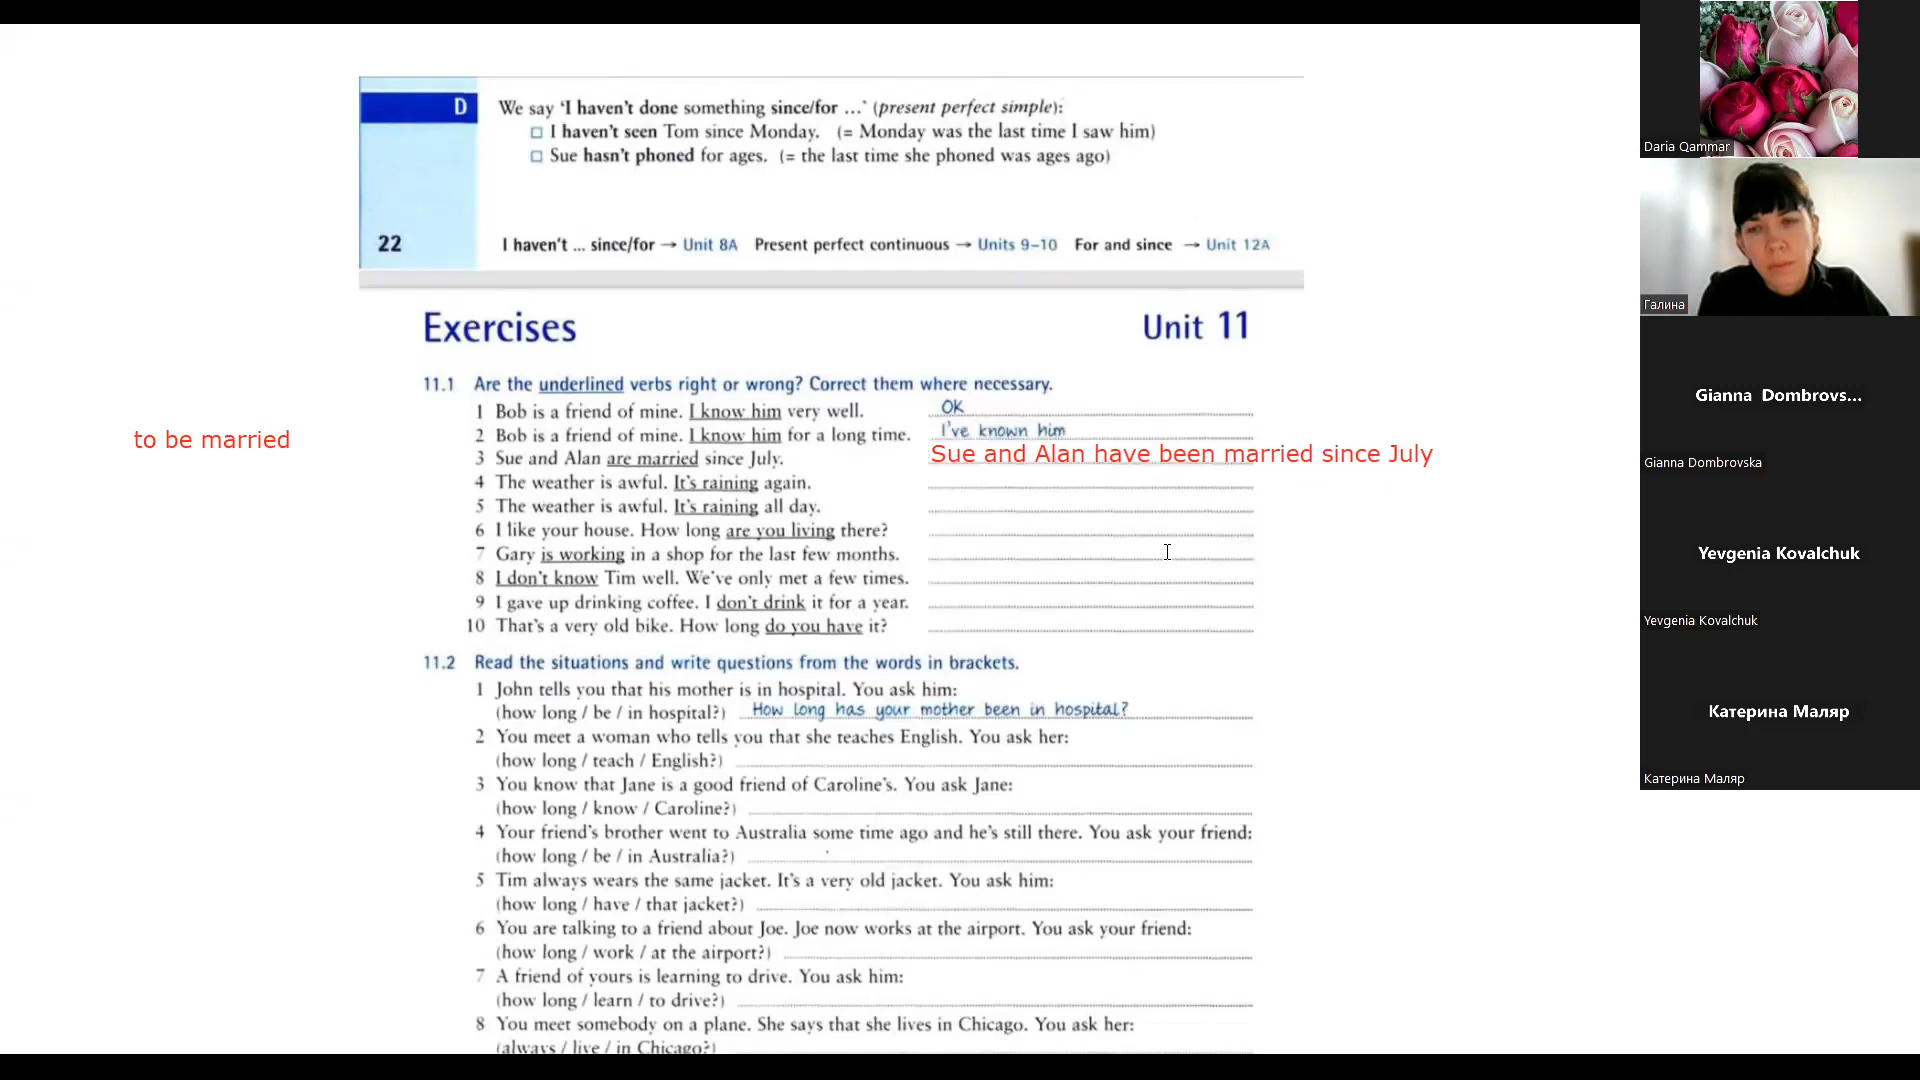 D
We say ‘I haven't done something since/for ...’ (present perfect simple):
I haven't seen Tom since Monday. (= Monday was the last time I saw him)
Sue hasn't phoned for ages. (= the last time she phoned was ages ago)
22
I haven't ... since/for → Unit 8A Present perfect continuous → Units 9–10 For and since → Unit 12A
Exercises
Unit 11
11.1 Are the underlined verbs right or wrong? Correct them where necessary.
1 Bob is a friend of mine. I know him very well. OK
2 Bob is a friend of mine. I know him for a long time. I've known him
to be married
3 Sue and Alan are married since July. Sue and Alan have been married since July
4 The weather is awful. It's raining again.
5 The weather is awful. It's raining all day.
6 I like your house. How long are you living there?
7 Gary is working in a shop for the last few months.
8 I don't know Tim well. We've only met a few times.
9 I gave up drinking coffee. I don't drink it for a year.
10 That's a very old bike. How long do you have it?
11.2 Read the situations and write questions from the words in brackets.
1 John tells you that his mother is in hospital. You ask him:
(how long / be / in hospital?) How long has your mother been in hospital?
2 You meet a woman who tells you that she teaches English. You ask her:
(how long / teach / English?)
3 You know that Jane is a good friend of Caroline's. You ask Jane:
(how long / know / Caroline?)
4 Your friend's brother went to Australia some time ago and he's still there. You ask your friend:
(how long / be / in Australia?)
5 Tim always wears the same jacket. It's a very old jacket. You ask him:
(how long / have / that jacket?)
6 You are talking to a friend about Joe. Joe now works at the airport. You ask your friend:
(how long / work / at the airport?)
7 A friend of yours is learning to drive. You ask him:
(how long / learn / to drive?)
8 You meet somebody on a plane. She says that she lives in Chicago. You ask her:
(always / live / in Chicago?)
Daria Qammar
Галина
Gianna Dombrovs...
Gianna Dombrovska
Yevgenia Kovalchuk
Yevgenia Kovalchuk
Катерина Маляр
Катерина Маляр